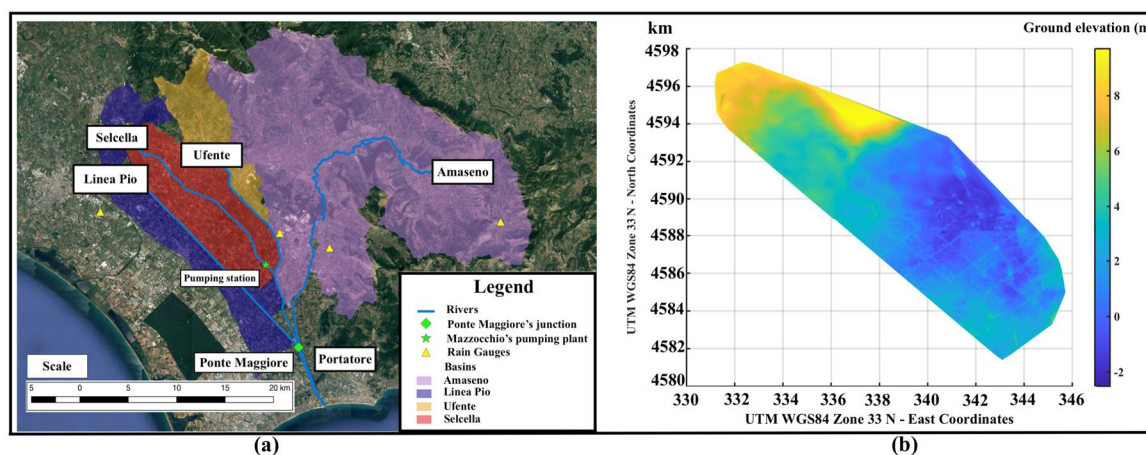 Selcella
Linea Pio
Ufente
Amaseno
Pumping station
Ponte Maggiore
Portatore
Scale
5 0 5 10 15 20 km
Legend
Rivers
Ponte Maggiore's junction
Mazzocchio's pumping plant
Rain Gauges
Basins
Amaseno
Linea Pio
Ufente
Selcella
(a)
km
Ground elevation (m
4598
4596
4594
4592
4590
4588
4586
4584
4582
4580
UTM WGS84 Zone 33 N - North Coordinates
330 332 334 336 338 340 342 344 346
UTM WGS84 Zone 33 N - East Coordinates
8
6
4
2
0
-2
(b)